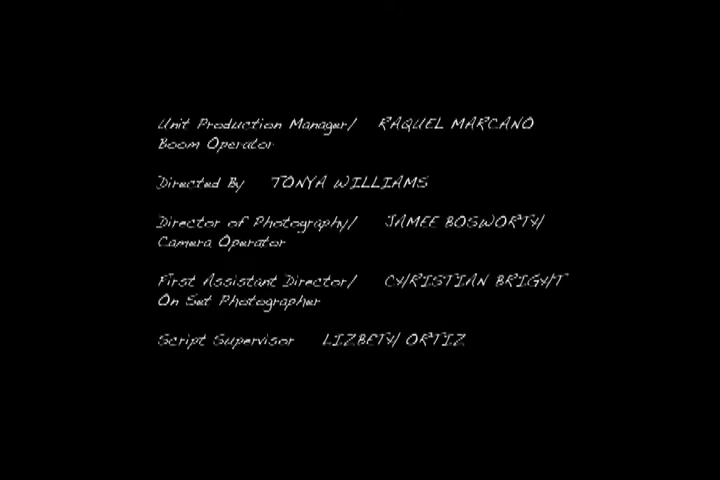 Unit Production Manager/ RAQUEL MARCANO
Boom Operator
Directed By TONYA WILLIAMS
Director of Photography/ JAMEE BOSWORTH
Camera Operator
First Assistant Director/ CHRISTIAN BRIGHT
On Set Photographer
Script Supervisor LIZBETH ORTIZ